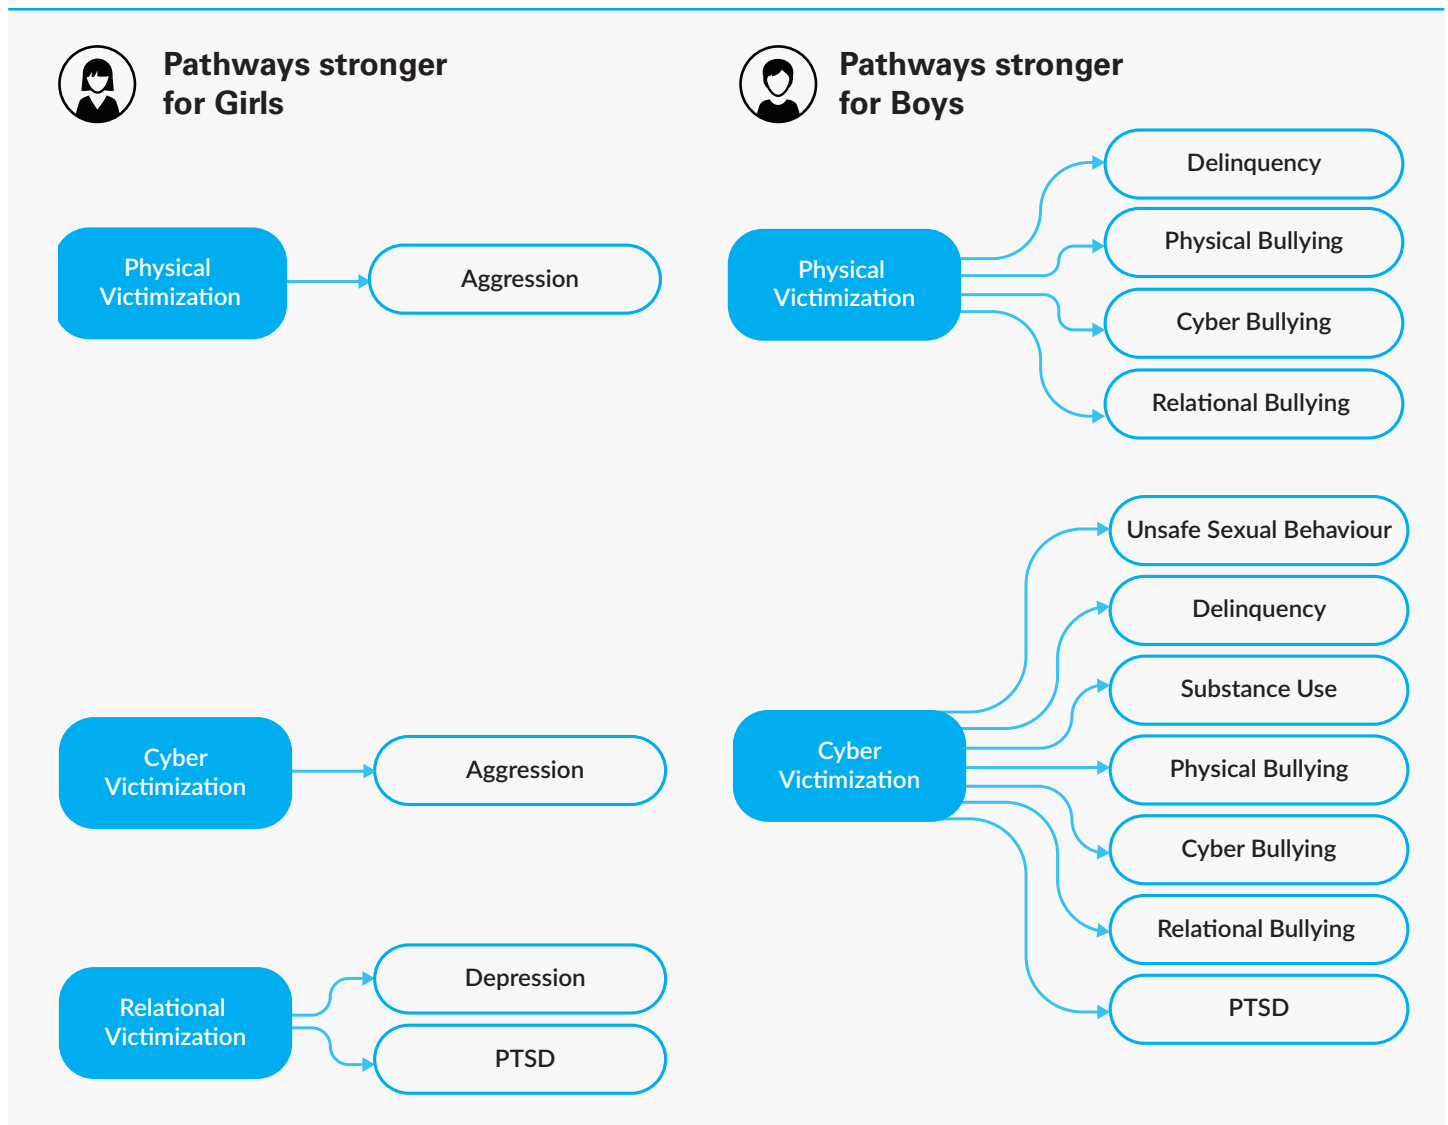 Pathways stronger
for Girls
Physical
Victimization
Aggression
Cyber
Victimization
Aggression
Relational
Victimization
Depression
PTSD
Pathways stronger
for Boys
Physical
Victimization
Delinquency
Physical Bullying
Cyber Bullying
Relational Bullying
Cyber
Victimization
Unsafe Sexual Behaviour
Delinquency
Substance Use
Physical Bullying
Cyber Bullying
Relational Bullying
PTSD